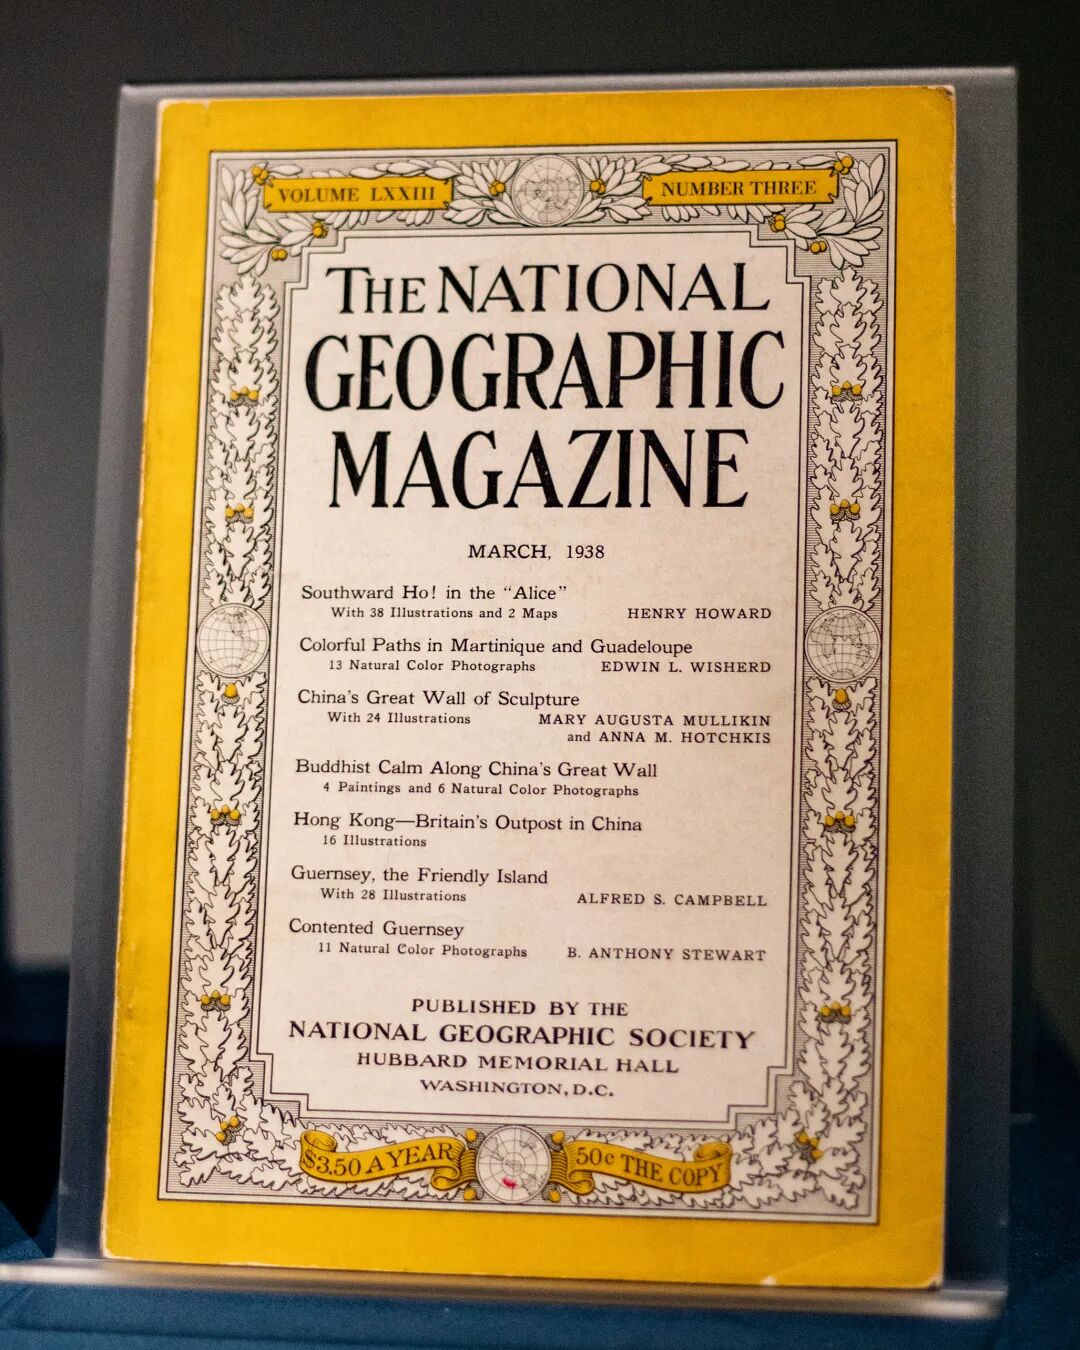 VOLUME LXXIII
NUMBER THREE
THE NATIONAL
GEOGRAPHIC
MAGAZINE
MARCH, 1938
Southward Ho! in the “Alice”
With 38 Illustrations and 2 Maps HENRY HOWARD
Colorful Paths in Martinique and Guadeloupe
13 Natural Color Photographs EDWIN L. WISHERD
China's Great Wall of Sculpture
With 24 Illustrations MARY AUGUSTA MULLIKIN
and ANNA M. HOTCHKIS
Buddhist Calm Along China's Great Wall
4 Paintings and 6 Natural Color Photographs
Hong Kong—Britain's Outpost in China
16 Illustrations
Guernsey, the Friendly Island
With 28 Illustrations ALFRED S. CAMPBELL
Contented Guernsey
11 Natural Color Photographs B. ANTHONY STEWART
PUBLISHED BY THE
NATIONAL GEOGRAPHIC SOCIETY
HUBBARD MEMORIAL HALL
WASHINGTON, D.C.
$3.50 A YEAR
50¢ THE COPY